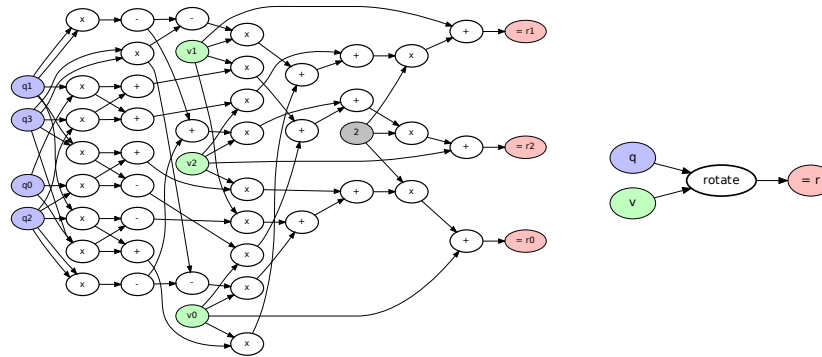 x - - x + = r1
v1
x + x
q1 x + x +
q3 x + x + = r2
+ x + 2 x
x + v2 +
q0 x - x + x
q2 x - x + + = r0
x + x
x - - x
v0
x
q
rotate = r
v